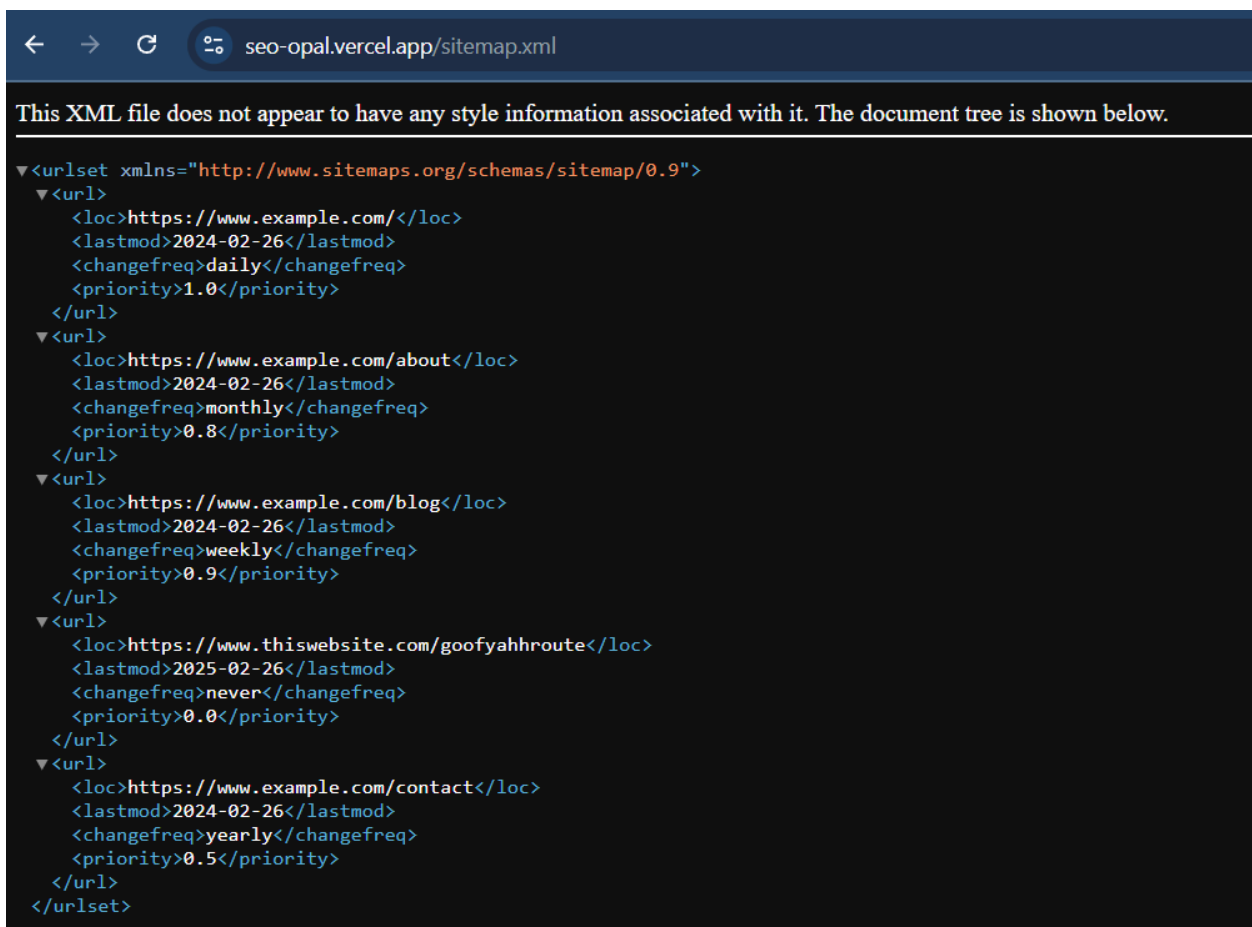 seo-opal.vercel.app/sitemap.xml
This XML file does not appear to have any style information associated with it. The document tree is shown below.
▼<urlset xmlns="http://www.sitemaps.org/schemas/sitemap/0.9">
▼<url>
<loc>https://www.example.com/</loc>
<lastmod>2024-02-26</lastmod>
<changefreq>daily</changefreq>
<priority>1.0</priority>
</url>
▼<url>
<loc>https://www.example.com/about</loc>
<lastmod>2024-02-26</lastmod>
<changefreq>monthly</changefreq>
<priority>0.8</priority>
</url>
▼<url>
<loc>https://www.example.com/blog</loc>
<lastmod>2024-02-26</lastmod>
<changefreq>weekly</changefreq>
<priority>0.9</priority>
</url>
▼<url>
<loc>https://www.thiswebsite.com/goofyahhroute</loc>
<lastmod>2025-02-26</lastmod>
<changefreq>never</changefreq>
<priority>0.0</priority>
</url>
▼<url>
<loc>https://www.example.com/contact</loc>
<lastmod>2024-02-26</lastmod>
<changefreq>yearly</changefreq>
<priority>0.5</priority>
</url>
</urlset>